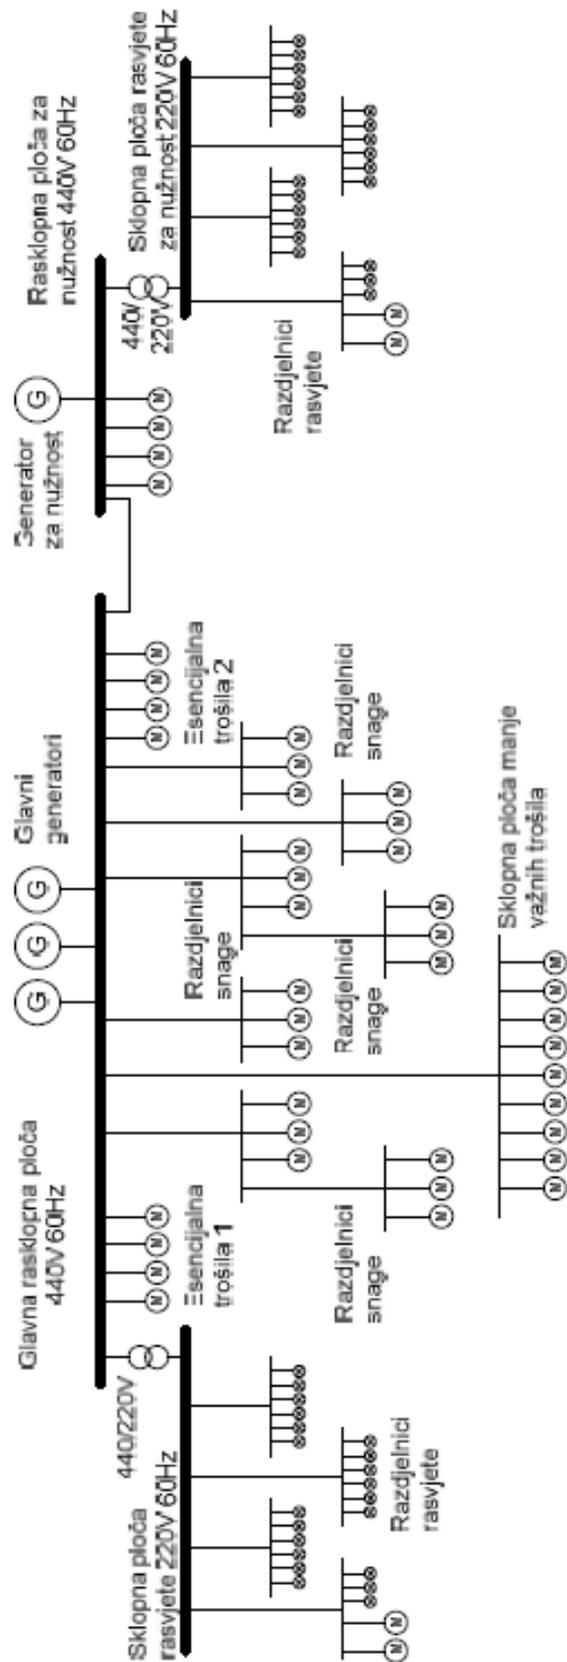 Glavna rasklopna ploča
440V 60Hz
Glavni
generatori
G
G
G
Generator
za nužnost
G
Rasklopna ploča za
nužnost 440V 60Hz
440/220V
Sklopna ploča
rasvjete 220V 60Hz
Esencijalna
trošila 1
M
M
M
M
Esencijalna
trošila 2
M
M
M
M
M
M
M
M
440V
220V
Sklopna ploča rasvjete
za nužnost 220V 60Hz
Razdjelnici
snage
M
M
M
M
M
M
M
M
M
M
M
M
Razdjelnici
rasvjete
M
M
Razdjelnici
snage
M
M
M
Razdjelnici
snage
M
M
M
Razdjelnici
snage
M
M
M
Razdjelnici
rasvjete
M
M
Sklopna ploča manje
važnih trošila
M
M
M
M
M
M
M
M
M